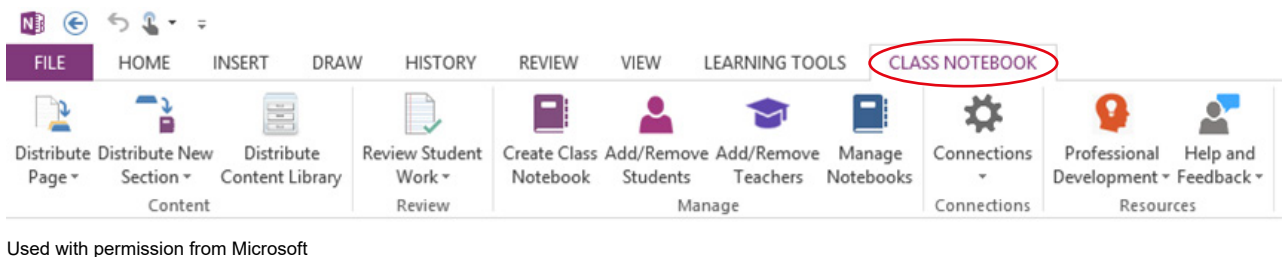 N
FILE HOME INSERT DRAW HISTORY REVIEW VIEW LEARNING TOOLS CLASS NOTEBOOK
Distribute Distribute New Distribute Review Student Create Class Add/Remove Add/Remove Manage Connections Professional Help and
Page Section Content Library Work Notebook Students Teachers Notebooks Development Feedback
Content Review Manage Connections Resources
Used with permission from Microsoft